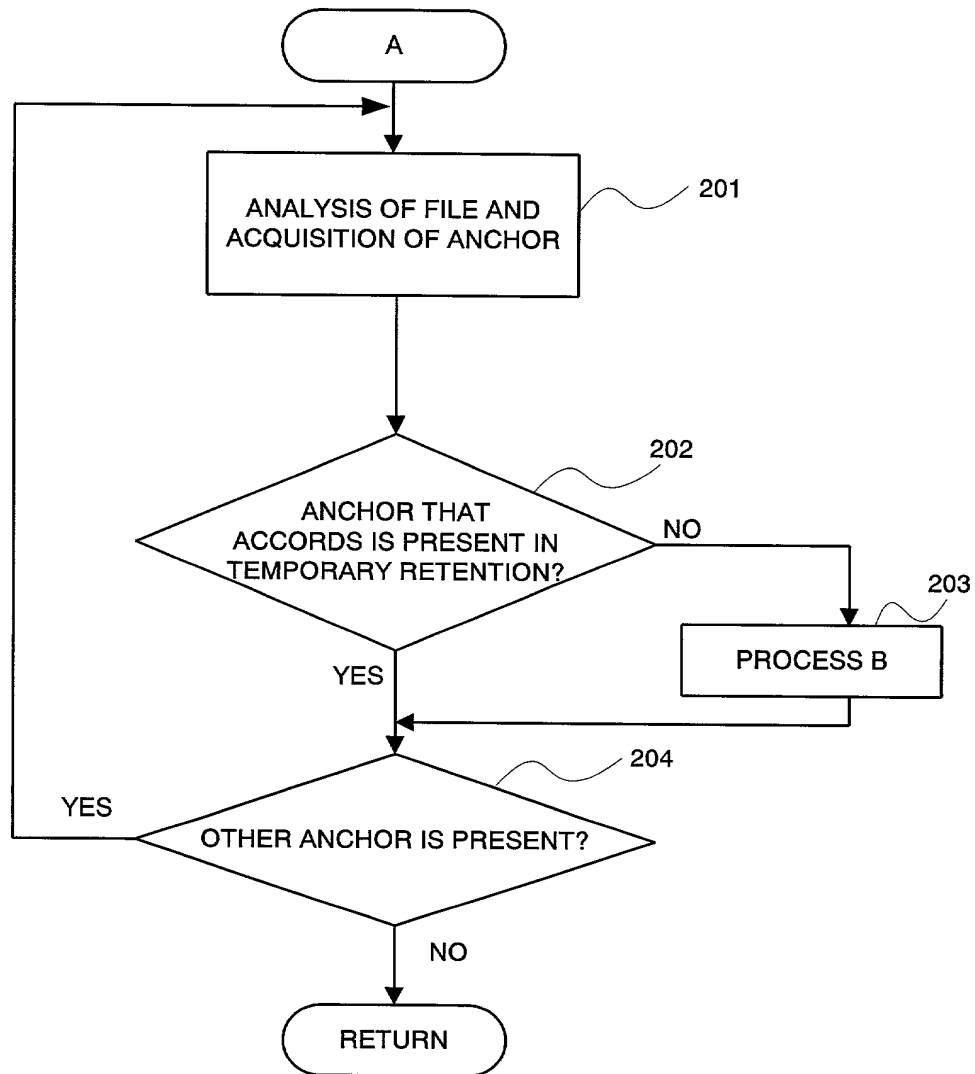 A
ANALYSIS OF FILE AND
ACQUISITION OF ANCHOR
201
ANCHOR THAT
ACCORDS IS PRESENT IN
TEMPORARY RETENTION?
202
NO
203
PROCESS B
YES
204
YES
OTHER ANCHOR IS PRESENT?
NO
RETURN